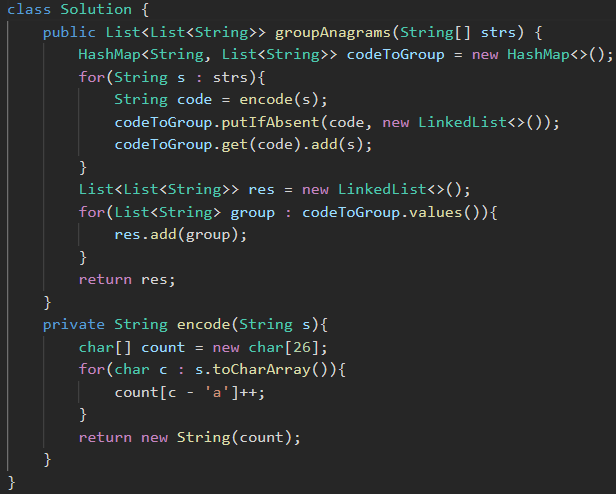 class Solution {
    public List<List<String>> groupAnagrams(String[] strs) {
        HashMap<String, List<String>> codeToGroup = new HashMap<>();
        for(String s : strs){
            String code = encode(s);
            codeToGroup.putIfAbsent(code, new LinkedList<>());
            codeToGroup.get(code).add(s);
        }
        List<List<String>> res = new LinkedList<>();
        for(List<String> group : codeToGroup.values()){
            res.add(group);
        }
        return res;
    }
    private String encode(String s){
        char[] count = new char[26];
        for(char c : s.toCharArray()){
            count[c - 'a']++;
        }
        return new String(count);
    }
}